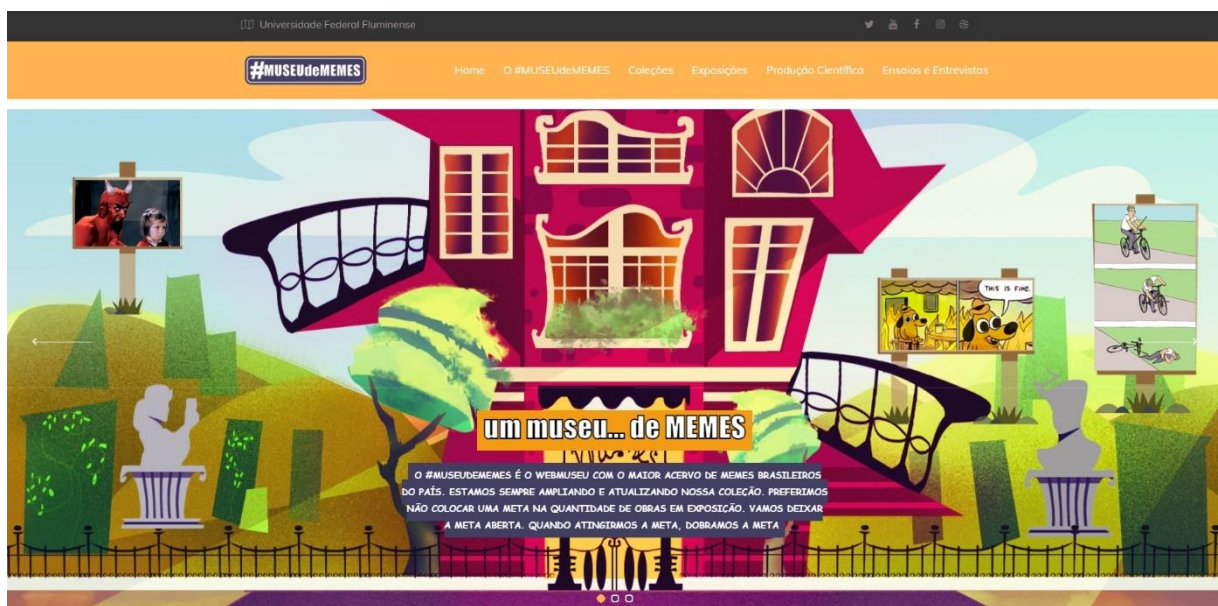 Universidade Federal Fluminense
#MUSEUdeMEMES
Home O #MUSEUdeMEMES Coleções Exposições Produção Científica Ensaios e Entrevistas
THIS IS FINE.
um museu... de MEMES
O #MUSEUDEMEMES É O WEBMUSEU COM O MAIOR ACERVO DE MEMES BRASILEIROS
DO PAÍS. ESTAMOS SEMPRE AMPLIANDO E ATUALIZANDO NOSSA COLEÇÃO. PREFERIMOS
NÃO COLOCAR UMA META NA QUANTIDADE DE OBRAS EM EXPOSIÇÃO. VAMOS DEIXAR
A META ABERTA. QUANDO ATINGIRMOS A META, DOBRAMOS A META